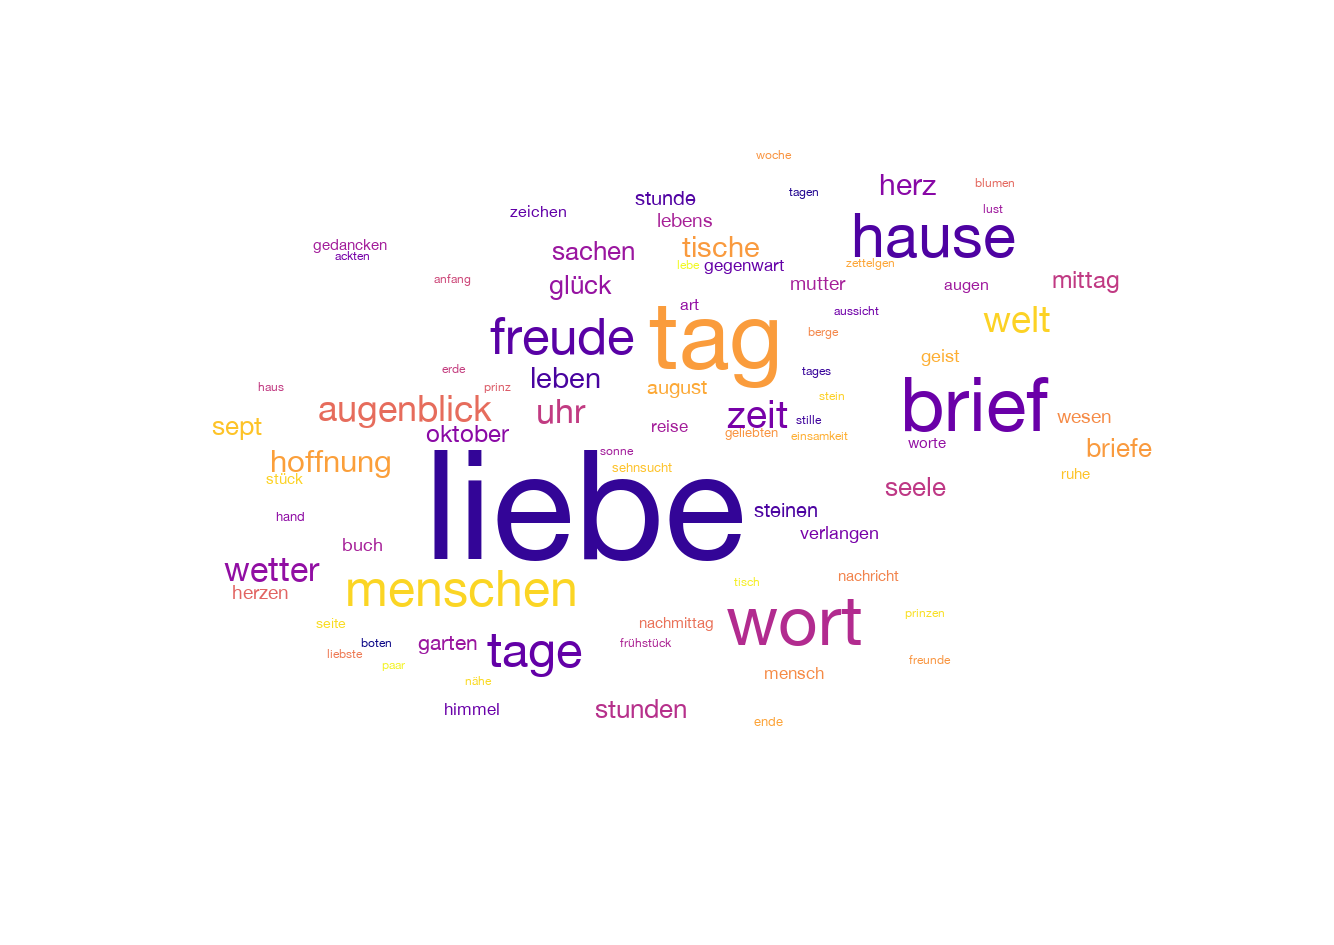 woche
herz
blumen
tagen
stunde
zeichen
lebens
lust
hause
gedancken
ackten
sachen
tische
lebe
gegenwart
zettelgen
anfang
glück
mutter
augen
mittag
art
aussicht
freude
tag
berge
welt
erde
leben
tages
geist
haus
prinz
august
stein
augenblick
uhr
zeit
brief
wesen
sept
oktober
reise
geliebten
stille
einsamkeit
worte
briefe
hoffnung
sonne
sehnsucht
stück
ruhe
liebe
seele
hand
steinen
buch
verlangen
wetter
menschen
tisch
nachricht
herzen
seite
nachmittag
wort
prinzen
boten
garten
tage
frühstück
liebste
paar
freunde
nähe
mensch
himmel
stunden
ende